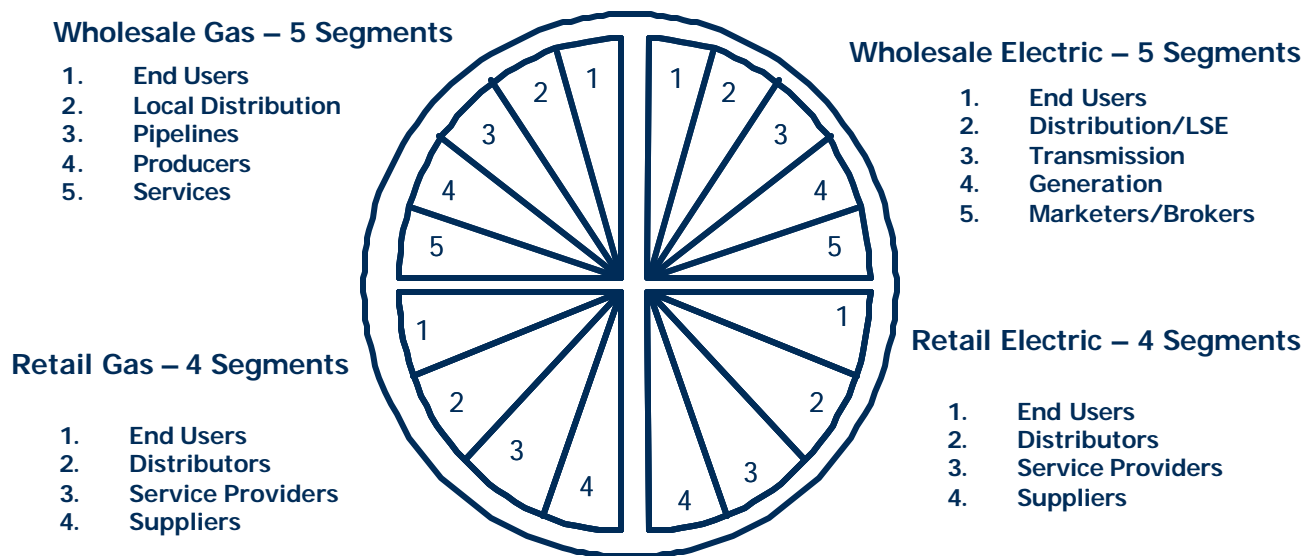 Wholesale Gas – 5 Segments
1. End Users
2. Local Distribution
3. Pipelines
4. Producers
5. Services
Wholesale Electric – 5 Segments
1. End Users
2. Distribution/LSE
3. Transmission
4. Generation
5. Marketers/Brokers
1
2
3
4
5
1
2
3
4
5
1
2
3
4
1
2
3
4
Retail Gas – 4 Segments
1. End Users
2. Distributors
3. Service Providers
4. Suppliers
Retail Electric – 4 Segments
1. End Users
2. Distributors
3. Service Providers
4. Suppliers